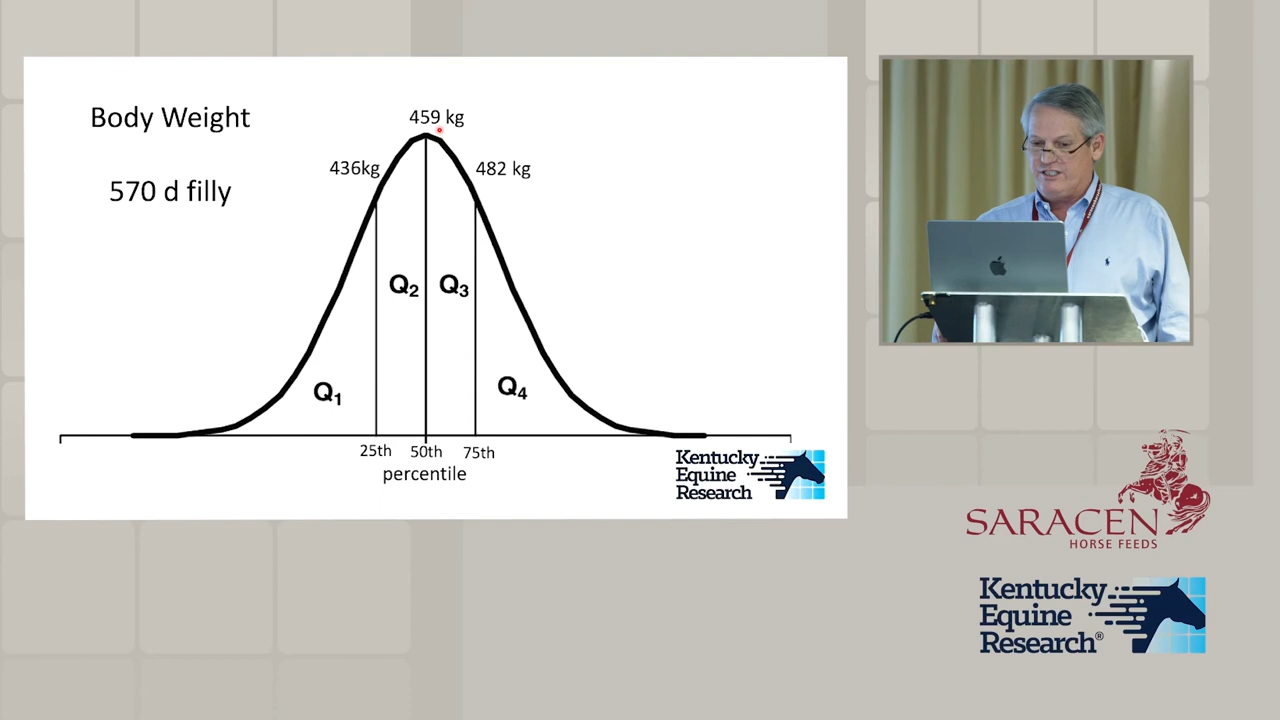 Body Weight
570 d filly
459 kg
436kg
482 kg
Q2
Q3
Q1
Q4
25th
50th
75th
percentile
Kentucky
Equine
Research
SARACEN
HORSE FEEDS
Kentucky
Equine
Research®